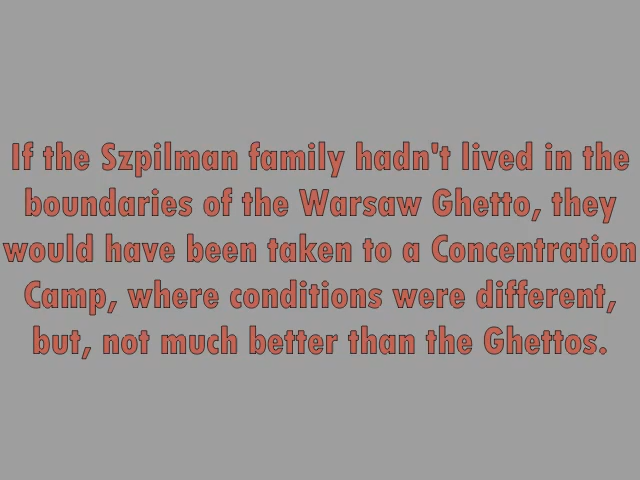 If the Szpilman family hadn't lived in the
boundaries of the Warsaw Ghetto, they
would have been taken to a Concentration
Camp, where conditions were different,
but, not much better than the Ghettos.